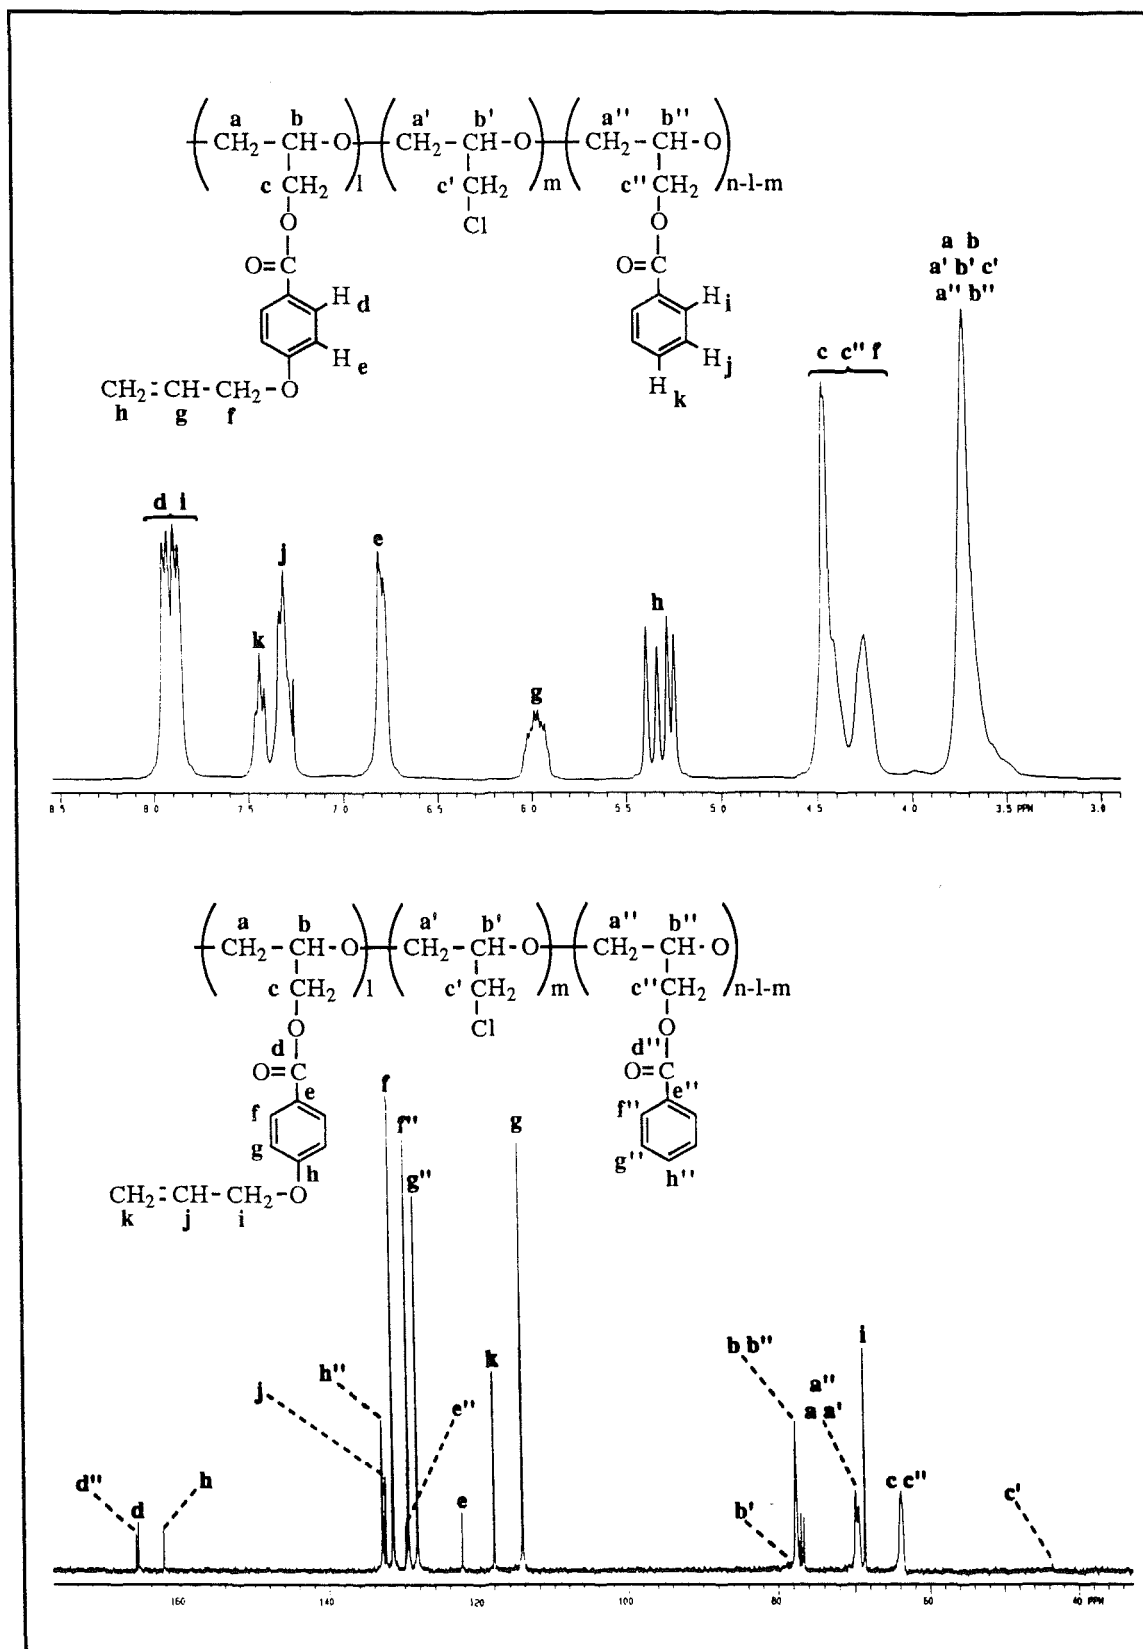 a b a' b' a'' b''
CH2-CH-O CH2-CH-O CH2-CH-O
c CH2 l c' CH2 m c'' CH2 n-l-m
O Cl O
O=C O=C
H d H i
H e H j
CH2=CH-CH2-O H k
h g f
a b
a' b' c'
a'' b''
c c'' f
d i
j
e
k
h
g
8.5 8.0 7.5 7.0 6.5 6.0 5.5 5.0 4.5 4.0 3.5 PPM 3.0
a b a' b' a'' b''
CH2-CH-O CH2-CH-O CH2-CH-O
c CH2 l c' CH2 m c'' CH2 n-l-m
O Cl O
d d''
O=C O=C
e f e''
f f'' g f''
g g'' g''
h h''
CH2=CH-CH2-O
k j i
i
b b''
k a''
h'' a a'
j e''
d'' d h e b' c c'' c'
160 140 120 100 80 60 40 PPM